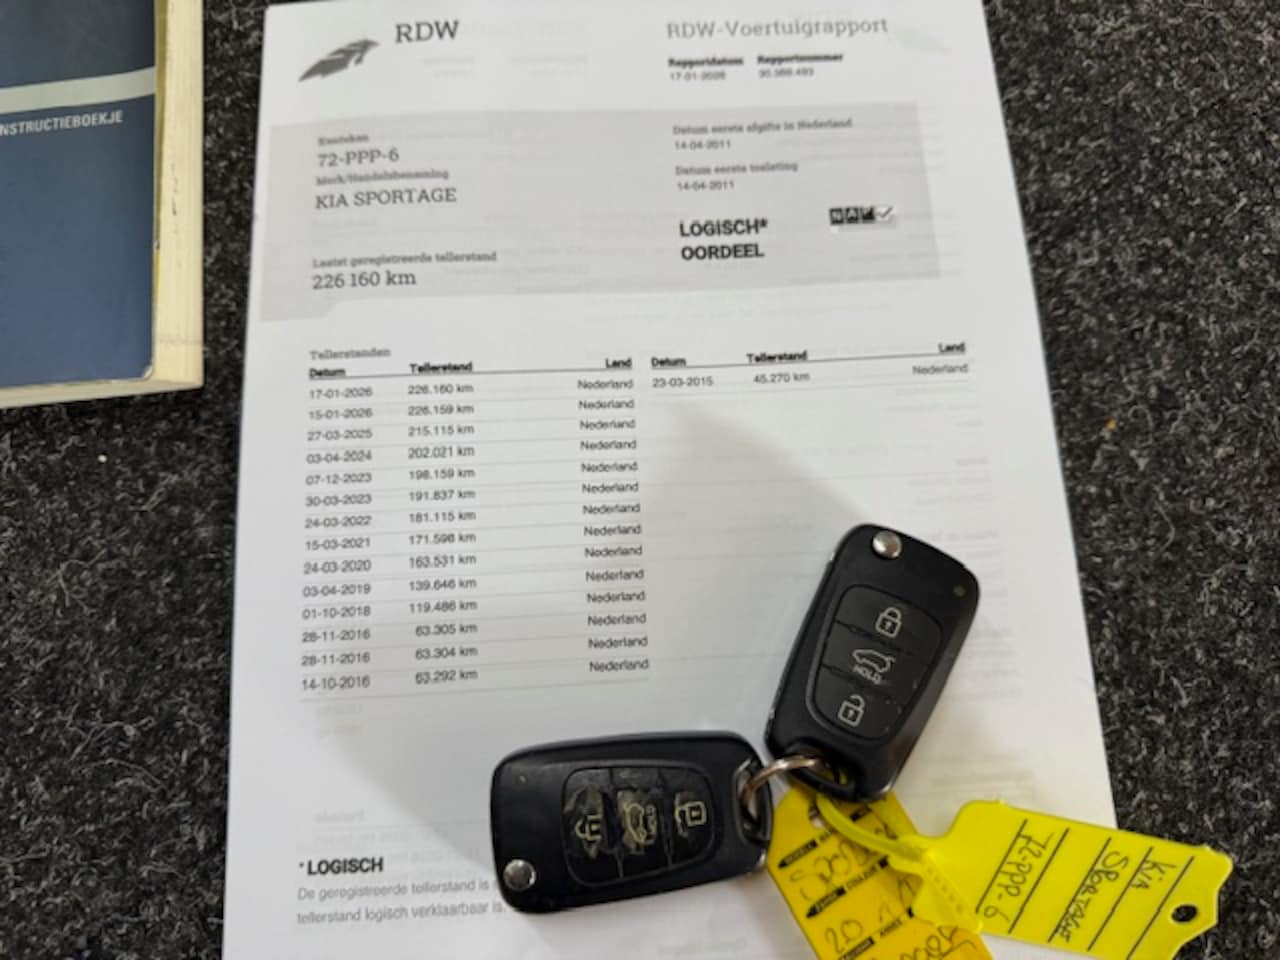 NSTRUCTIEBOEKJE
RDW
RDW-Voertuigrapport
Rapportdatum Rapportnummer
17-01-2026
Kenteken
72-PPP-6
Merk/Handelsbenaming
KIA SPORTAGE
Datum eerste afgifte in Nederland
14-04-2011
Datum eerste toelating
14-04-2011
LOGISCH*
OORDEEL
NAP
Laatst geregistreerde tellerstand
226 160 km
Tellerstanden
Datum Tellerstand Land
17-01-2026 226.160 km Nederland
15-01-2026 226.159 km Nederland
27-03-2025 215.115 km Nederland
03-04-2024 202.021 km Nederland
07-12-2023 198.159 km Nederland
30-03-2023 191.837 km Nederland
24-03-2022 181.115 km Nederland
15-03-2021 171.598 km Nederland
24-03-2020 163.531 km Nederland
03-04-2019 139.646 km Nederland
01-10-2018 119.486 km Nederland
28-11-2016 63.305 km Nederland
28-11-2016 63.304 km Nederland
14-10-2016 63.292 km Nederland
Datum Tellerstand Land
23-03-2015 45.270 km Nederland
* LOGISCH
De geregistreerde tellerstand is
tellerstand logisch verklaarbaar is.
HOLD
HOLD
KiA
SPORTAGE
72-PPP-6